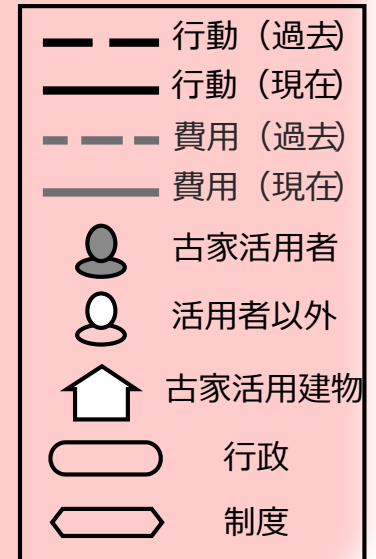 行動（過去）
行動（現在）
費用（過去）
費用（現在）
古家活用者
活用者以外
古家活用建物
行政
制度